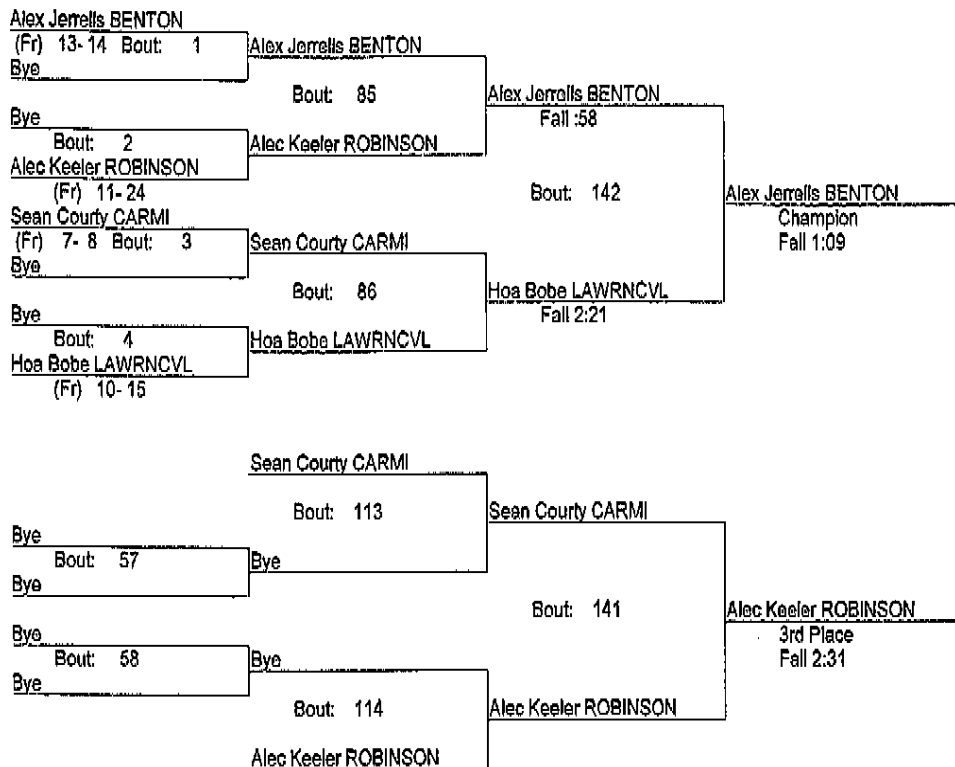 Alex Jerrells BENTON
(Fr) 13- 14 Bout: 1
Bye
Alex Jerrells BENTON
Bout: 85
Bye
Bout: 2
Alec Keeler ROBINSON
(Fr) 11- 24
Alec Keeler ROBINSON
Alex Jerrells BENTON
Fall :58
Sean Courty CARMI
(Fr) 7- 8 Bout: 3
Bye
Sean Courty CARMI
Bout: 86
Bye
Bout: 4
Hoa Bobe LAWRNCVL
(Fr) 10- 15
Hoa Bobe LAWRNCVL
Hoa Bobe LAWRNCVL
Fall 2:21
Bout: 142
Alex Jerrells BENTON
Champion
Fall 1:09
Sean Courty CARMI
Bout: 113
Bye
Bout: 57
Bye
Bye
Sean Courty CARMI
Bye
Bout: 58
Bye
Bye
Bout: 114
Alec Keeler ROBINSON
Alec Keeler ROBINSON
Bout: 141
Alec Keeler ROBINSON
3rd Place
Fall 2:31